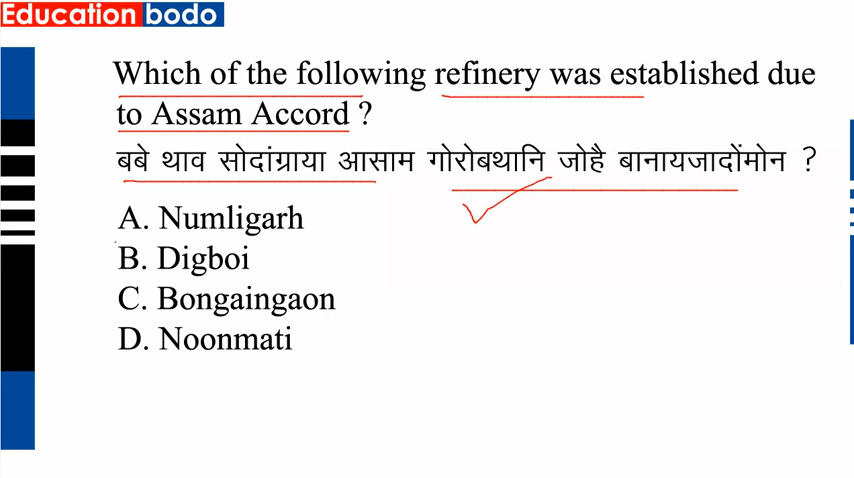 Education bodo
Which of the following refinery was established due
to Assam Accord ?
बबे थाव सोदांग्राया आसाम गोरोबथानि जोहै बानायजादोंमोन ?
A. Numligarh
B. Digboi
C. Bongaingaon
D. Noonmati